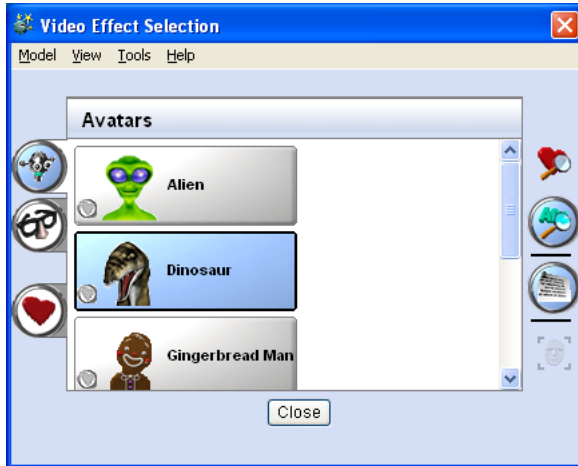 Video Effect Selection
Model View Tools Help
Avatars
Alien
Dinosaur
Gingerbread Man
Close